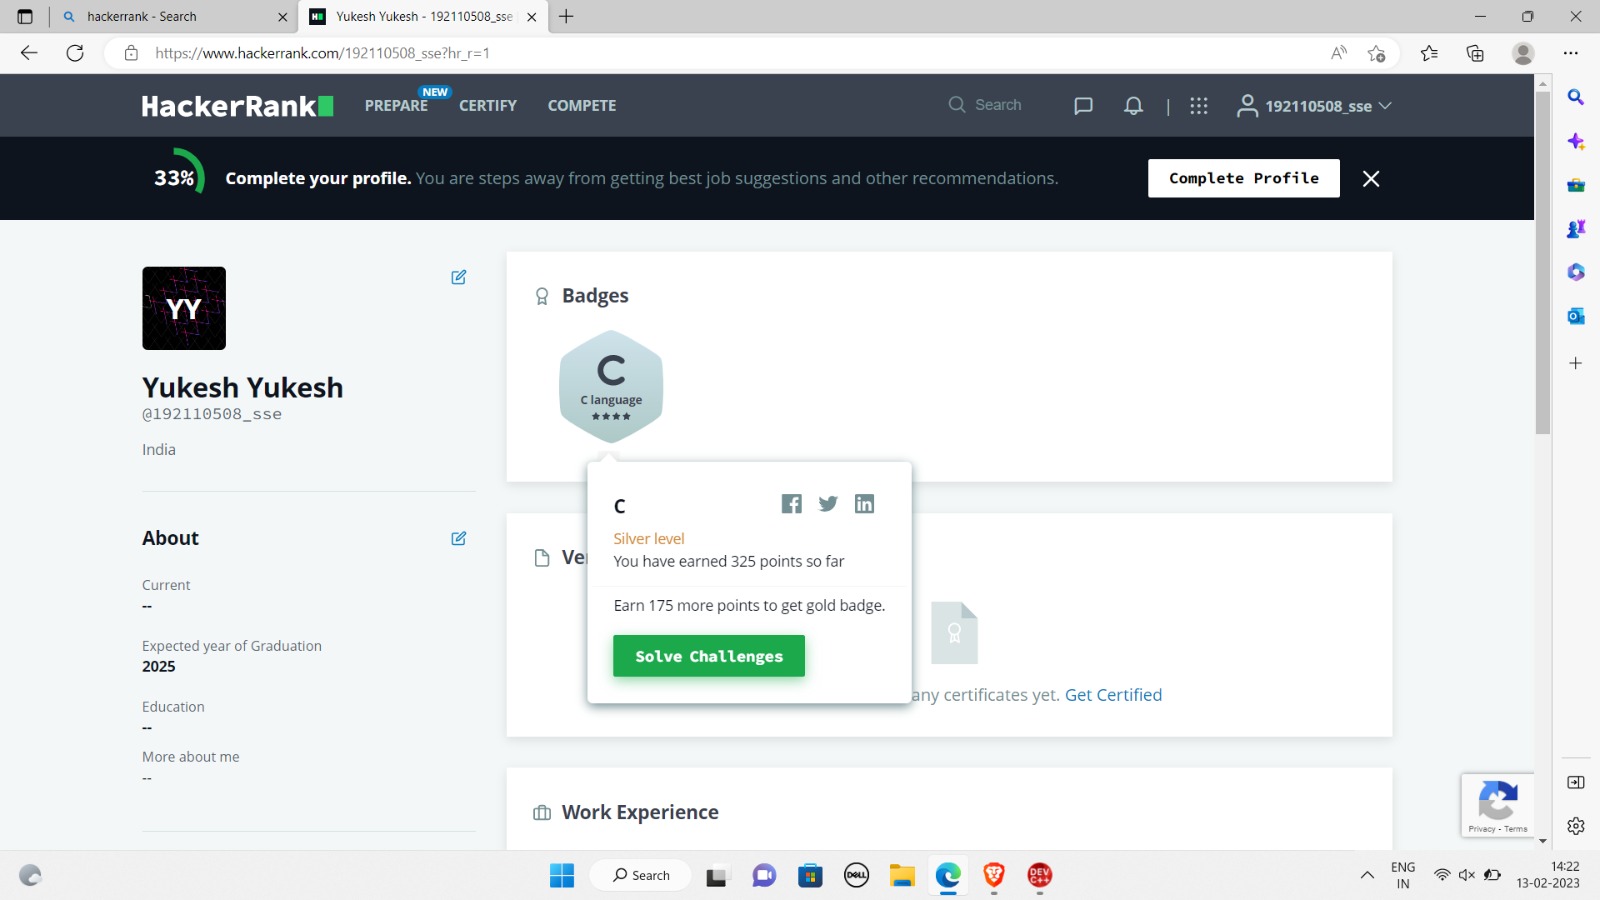 hackerrank - Search
Yukesh Yukesh - 192110508_sse
https://www.hackerrank.com/192110508_sse?hr_r=1
HackerRank
PREPARE
NEW
CERTIFY
COMPETE
Search
|
192110508_sse
33%
Complete your profile. You are steps away from getting best job suggestions and other recommendations.
Complete Profile
YY
Yukesh Yukesh
@192110508_sse
India
About
Current
--
Expected year of Graduation
2025
Education
--
More about me
--
Badges
C
C language
★★★★
C
Silver level
You have earned 325 points so far
Earn 175 more points to get gold badge.
Solve Challenges
Ve
any certificates yet. Get Certified
Work Experience
Privacy - Terms
Search
DELL
DEV
C++
ENG
IN
14:22
13-02-2023